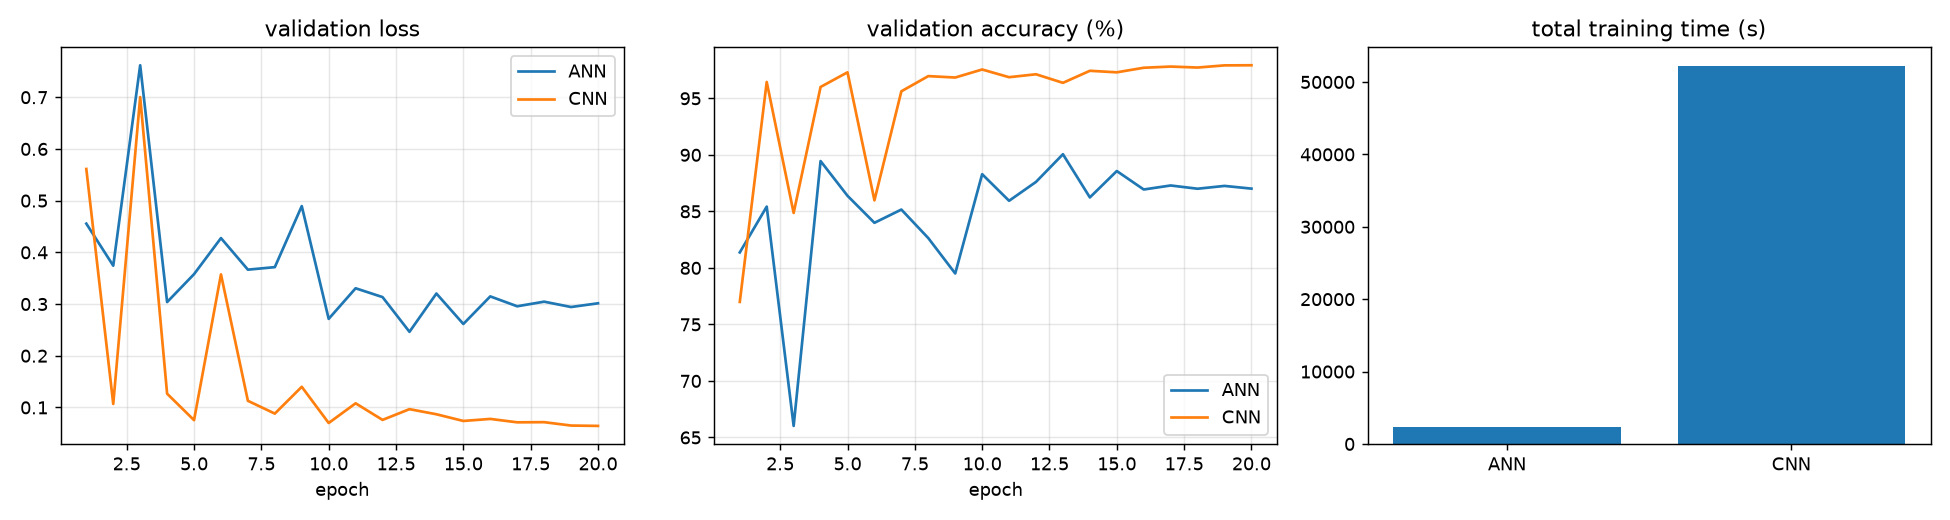 validation loss
ANN
CNN
0.7
0.6
0.5
0.4
0.3
0.2
0.1
2.5 5.0 7.5 10.0 12.5 15.0 17.5 20.0
epoch
validation accuracy (%)
95
90
85
80
75
70
65
ANN
CNN
2.5 5.0 7.5 10.0 12.5 15.0 17.5 20.0
epoch
total training time (s)
50000
40000
30000
20000
10000
0
ANN CNN